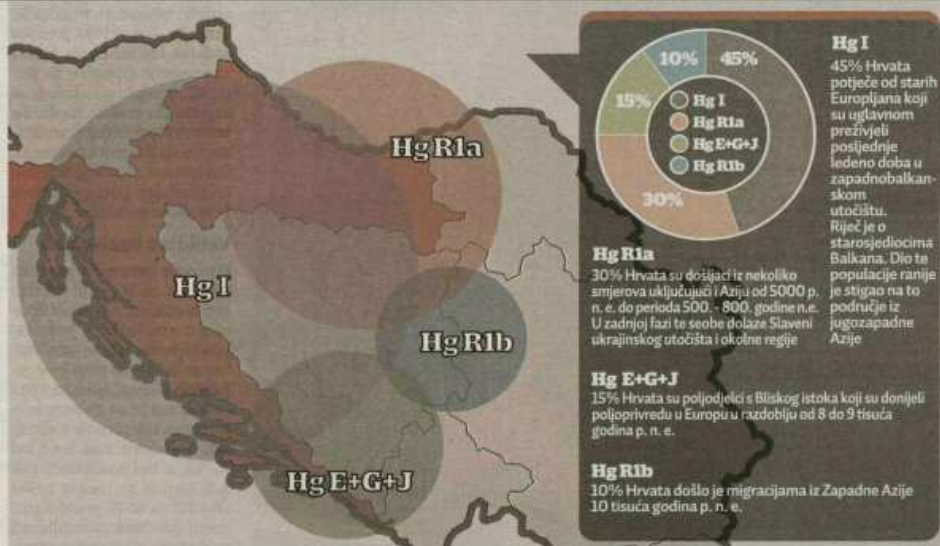 Hg R1a
Hg I
Hg R1b
Hg E+G+J
10%
45%
15%
30%
Hg I
Hg R1a
Hg E+G+J
Hg R1b
Hg I
45% Hrvata
potječe od starih
Europljana koji
su uglavnom
preživjeli
posljednje
ledeno doba u
zapadnobalkan-
skom
utočištu.
Riječ je o
starosjediocima
Balkana. Dio te
populacije ranije
je stigao na to
područje iz
jugozapadne
Azije
Hg R1a
30% Hrvata su došljaci iz nekoliko
smjerova uključujući i Aziju od 5000 p.
n. e. do perioda 500. - 800. godine n.e.
U zadnjoj fazi te seobe dolaze Slaveni
ukrajinskog utočišta i okolne regije
Hg E+G+J
15% Hrvata su poljodjelci s Bliskog istoka koji su donijeli
poljoprivredu u Europu u razdoblju od 8 do 9 tisuća
godina p. n. e.
Hg R1b
10% Hrvata došlo je migracijama iz Zapadne Azije
10 tisuća godina p. n. e.